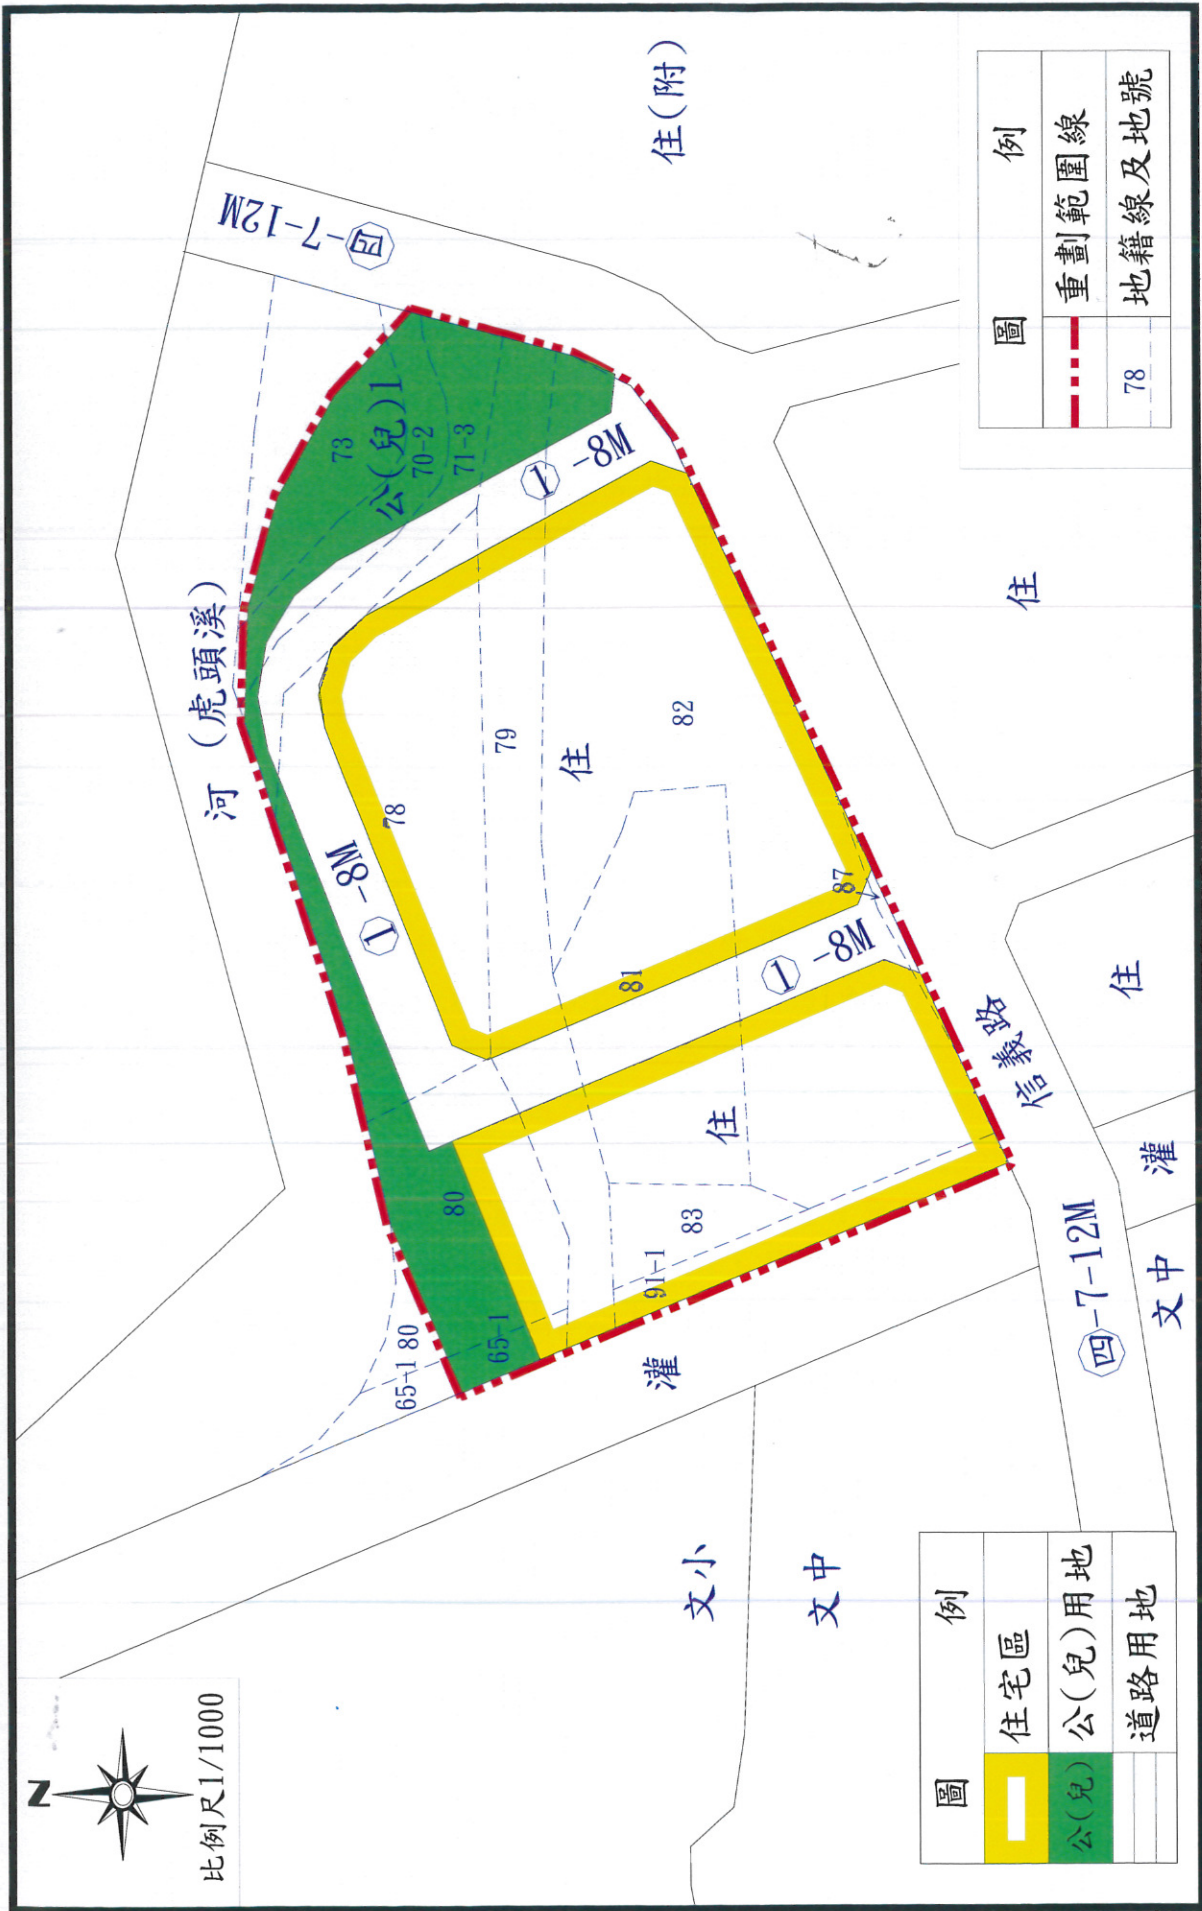 N
比例尺1/1000
河 (虎頭溪)
四-7-12M
住(附)
73
公(兒)1
70-2
71-3
1 -8M
78
79
住
82
1 -8M
81
87
1 -8M
80
65-1 80
65-1
住
83
91-1
灌
信義路
住
住
灌
四-7-12M
文中
文小
文中
圖 例
重劃範圍線
78 地籍線及地號
圖 例
住宅區
公(兒) 公(兒)用地
道路用地